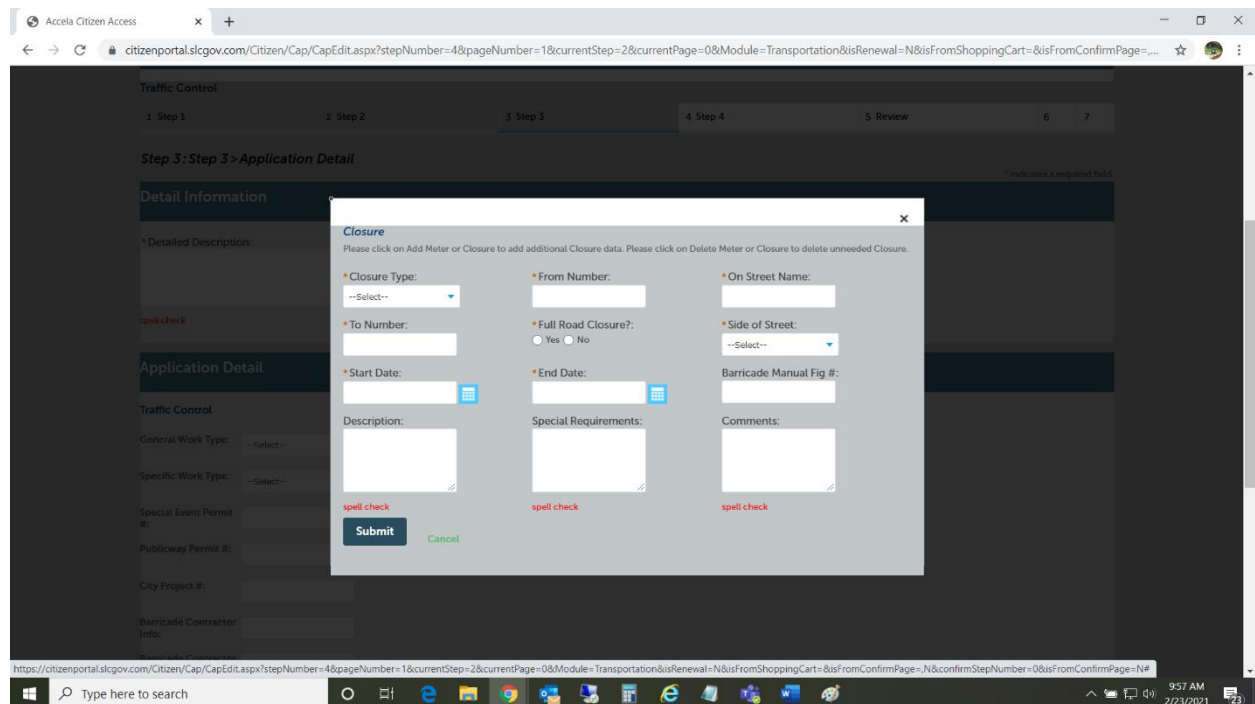 Accela Citizen Access
citizenportal.slcgov.com/Citizen/Cap/CapEdit.aspx?stepNumber=4&pageNumber=1&currentStep=2&currentPage=0&Module=Transportation&isRenewal=N&isFromShoppingCart=&isFromConfirmPage=,...
Traffic Control
1 Step 1 2 Step 2 3 Step 3 4 Step 4 5 Review 6 7
Step 3: Step 3 > Application Detail
* indicates a required field.
Detail Information
* Detailed Description:
spell check
Application Detail
Traffic Control
General Work Type: --Select--
Specific Work Type: --Select--
Special Event Permit
#:
Publicway Permit #:
City Project #:
Barricade Contractor
Info:
Barricade Contractor
Closure
Please click on Add Meter or Closure to add additional Closure data. Please click on Delete Meter or Closure to delete unneeded Closure.
* Closure Type: * From Number: * On Street Name:
--Select--
* To Number: * Full Road Closure?: * Side of Street:
Yes No --Select--
* Start Date: * End Date: Barricade Manual Fig #:
Description: Special Requirements: Comments:
spell check spell check spell check
Submit Cancel
https://citizenportal.slcgov.com/Citizen/Cap/CapEdit.aspx?stepNumber=4&pageNumber=1&currentStep=2&currentPage=0&Module=Transportation&isRenewal=N&isFromShoppingCart=&isFromConfirmPage=,N&confirmStepNumber=0&isFromConfirmPage=N#
Type here to search
9:57 AM
2/23/2021
23